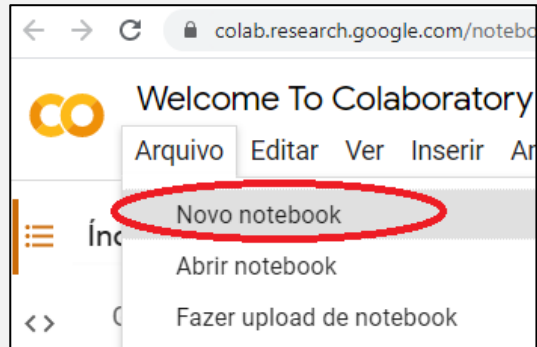 colab.research.google.com/notebo
Welcome To Colaboratory
Arquivo Editar Ver Inserir
Novo notebook
Abrir notebook
Fazer upload de notebook